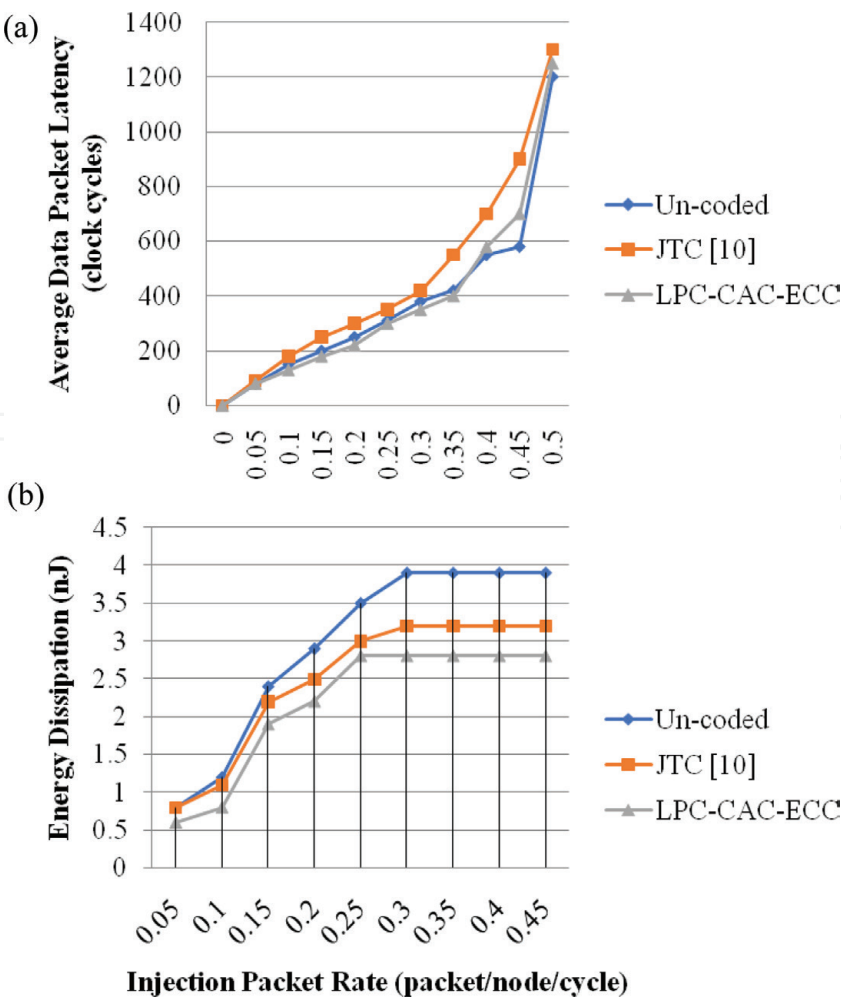 (a)
Average Data Packet Latency
(clock cycles)
1400
1200
1000
800
600
400
200
0
0 0.05 0.1 0.15 0.2 0.25 0.3 0.35 0.4 0.45 0.5
Un-coded
JTC [10]
LPC-CAC-ECC
(b)
Energy Dissipation (nJ)
4.5
4
3.5
3
2.5
2
1.5
1
0.5
0
0.05 0.1 0.15 0.2 0.25 0.3 0.35 0.4 0.45
Injection Packet Rate (packet/node/cycle)
Un-coded
JTC [10]
LPC-CAC-ECC